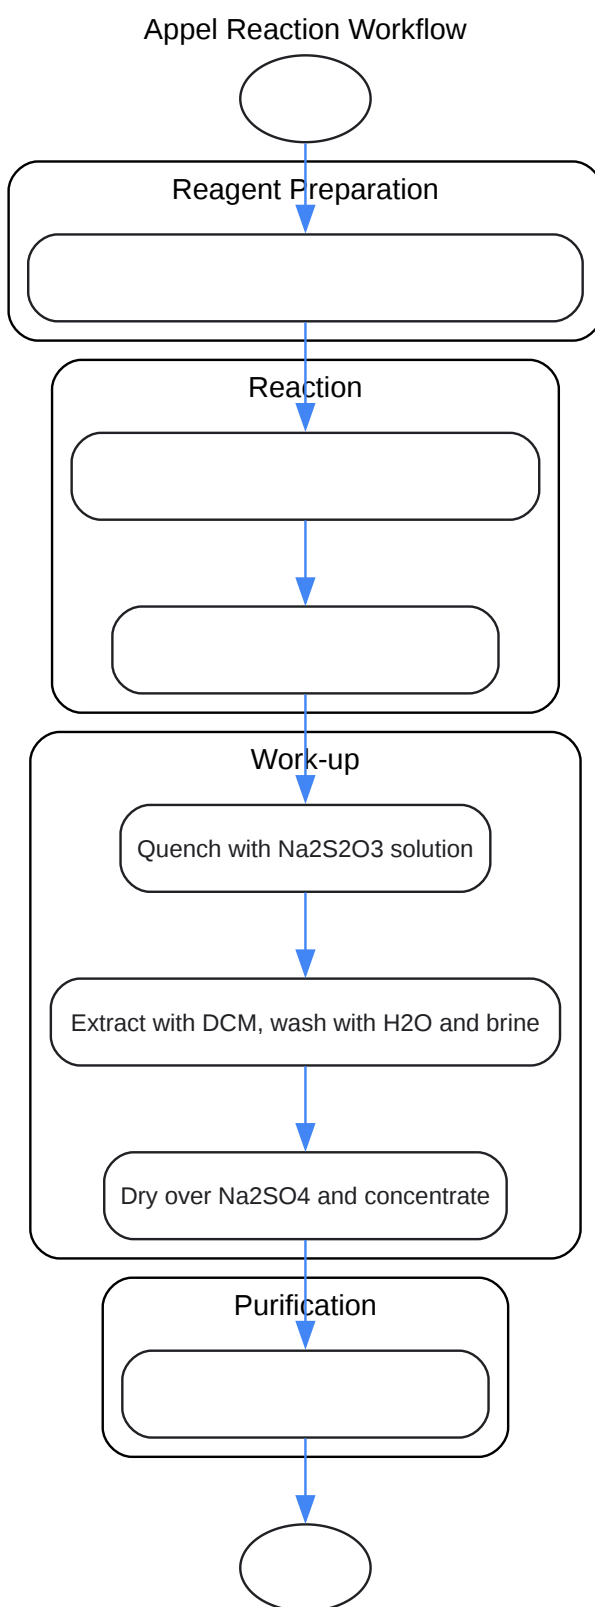 Appel Reaction Workflow
Reagent Preparation
Reaction
Work-up
Quench with Na2S2O3 solution
Extract with DCM, wash with H2O and brine
Dry over Na2SO4 and concentrate
Purification